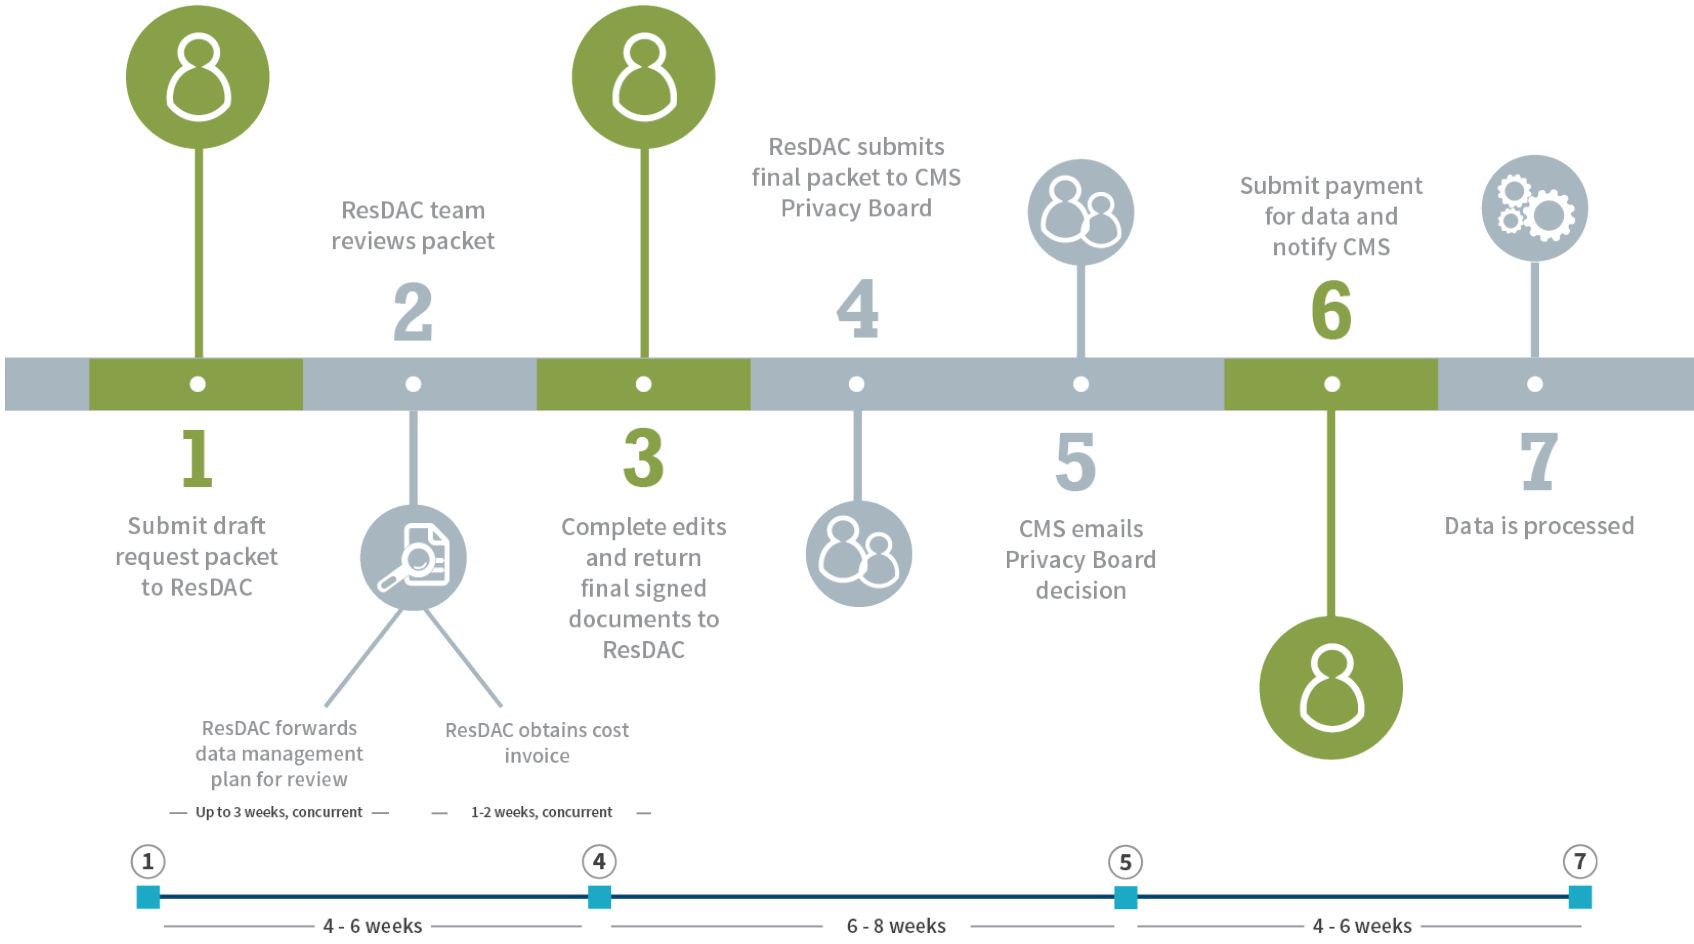 1
Submit draft
request packet
to ResDAC
ResDAC team
reviews packet
2
ResDAC forwards
data management
plan for review
Up to 3 weeks, concurrent
ResDAC obtains cost
invoice
1-2 weeks, concurrent
3
Complete edits
and return
final signed
documents to
ResDAC
ResDAC submits
final packet to CMS
Privacy Board
4
5
CMS emails
Privacy Board
decision
Submit payment
for data and
notify CMS
6
7
Data is processed
1
4
5
7
4 - 6 weeks
6 - 8 weeks
4 - 6 weeks